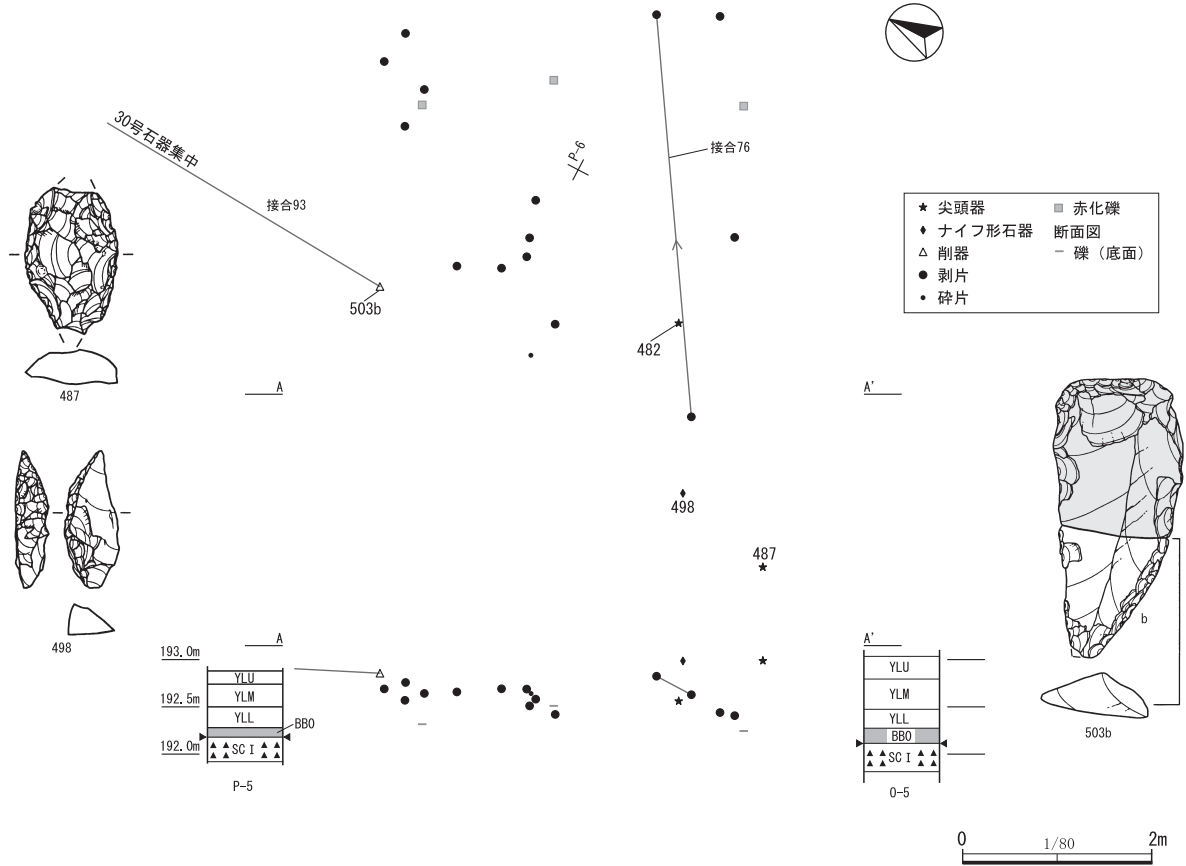 30号石器集中
接合93
503b
P-6
接合76
482
498
487
★ 尖頭器
♦ ナイフ形石器
△ 削器
● 剥片
• 砕片
■ 赤化礫
断面図
− 礫（底面）
487
498
A
A'
A
A'
193.0m
192.5m
192.0m
YLU
YLM
YLL
BBO
SCⅠ
P-5
YLU
YLM
YLL
BBO
SCⅠ
O-5
b
503b
0
1/80
2m